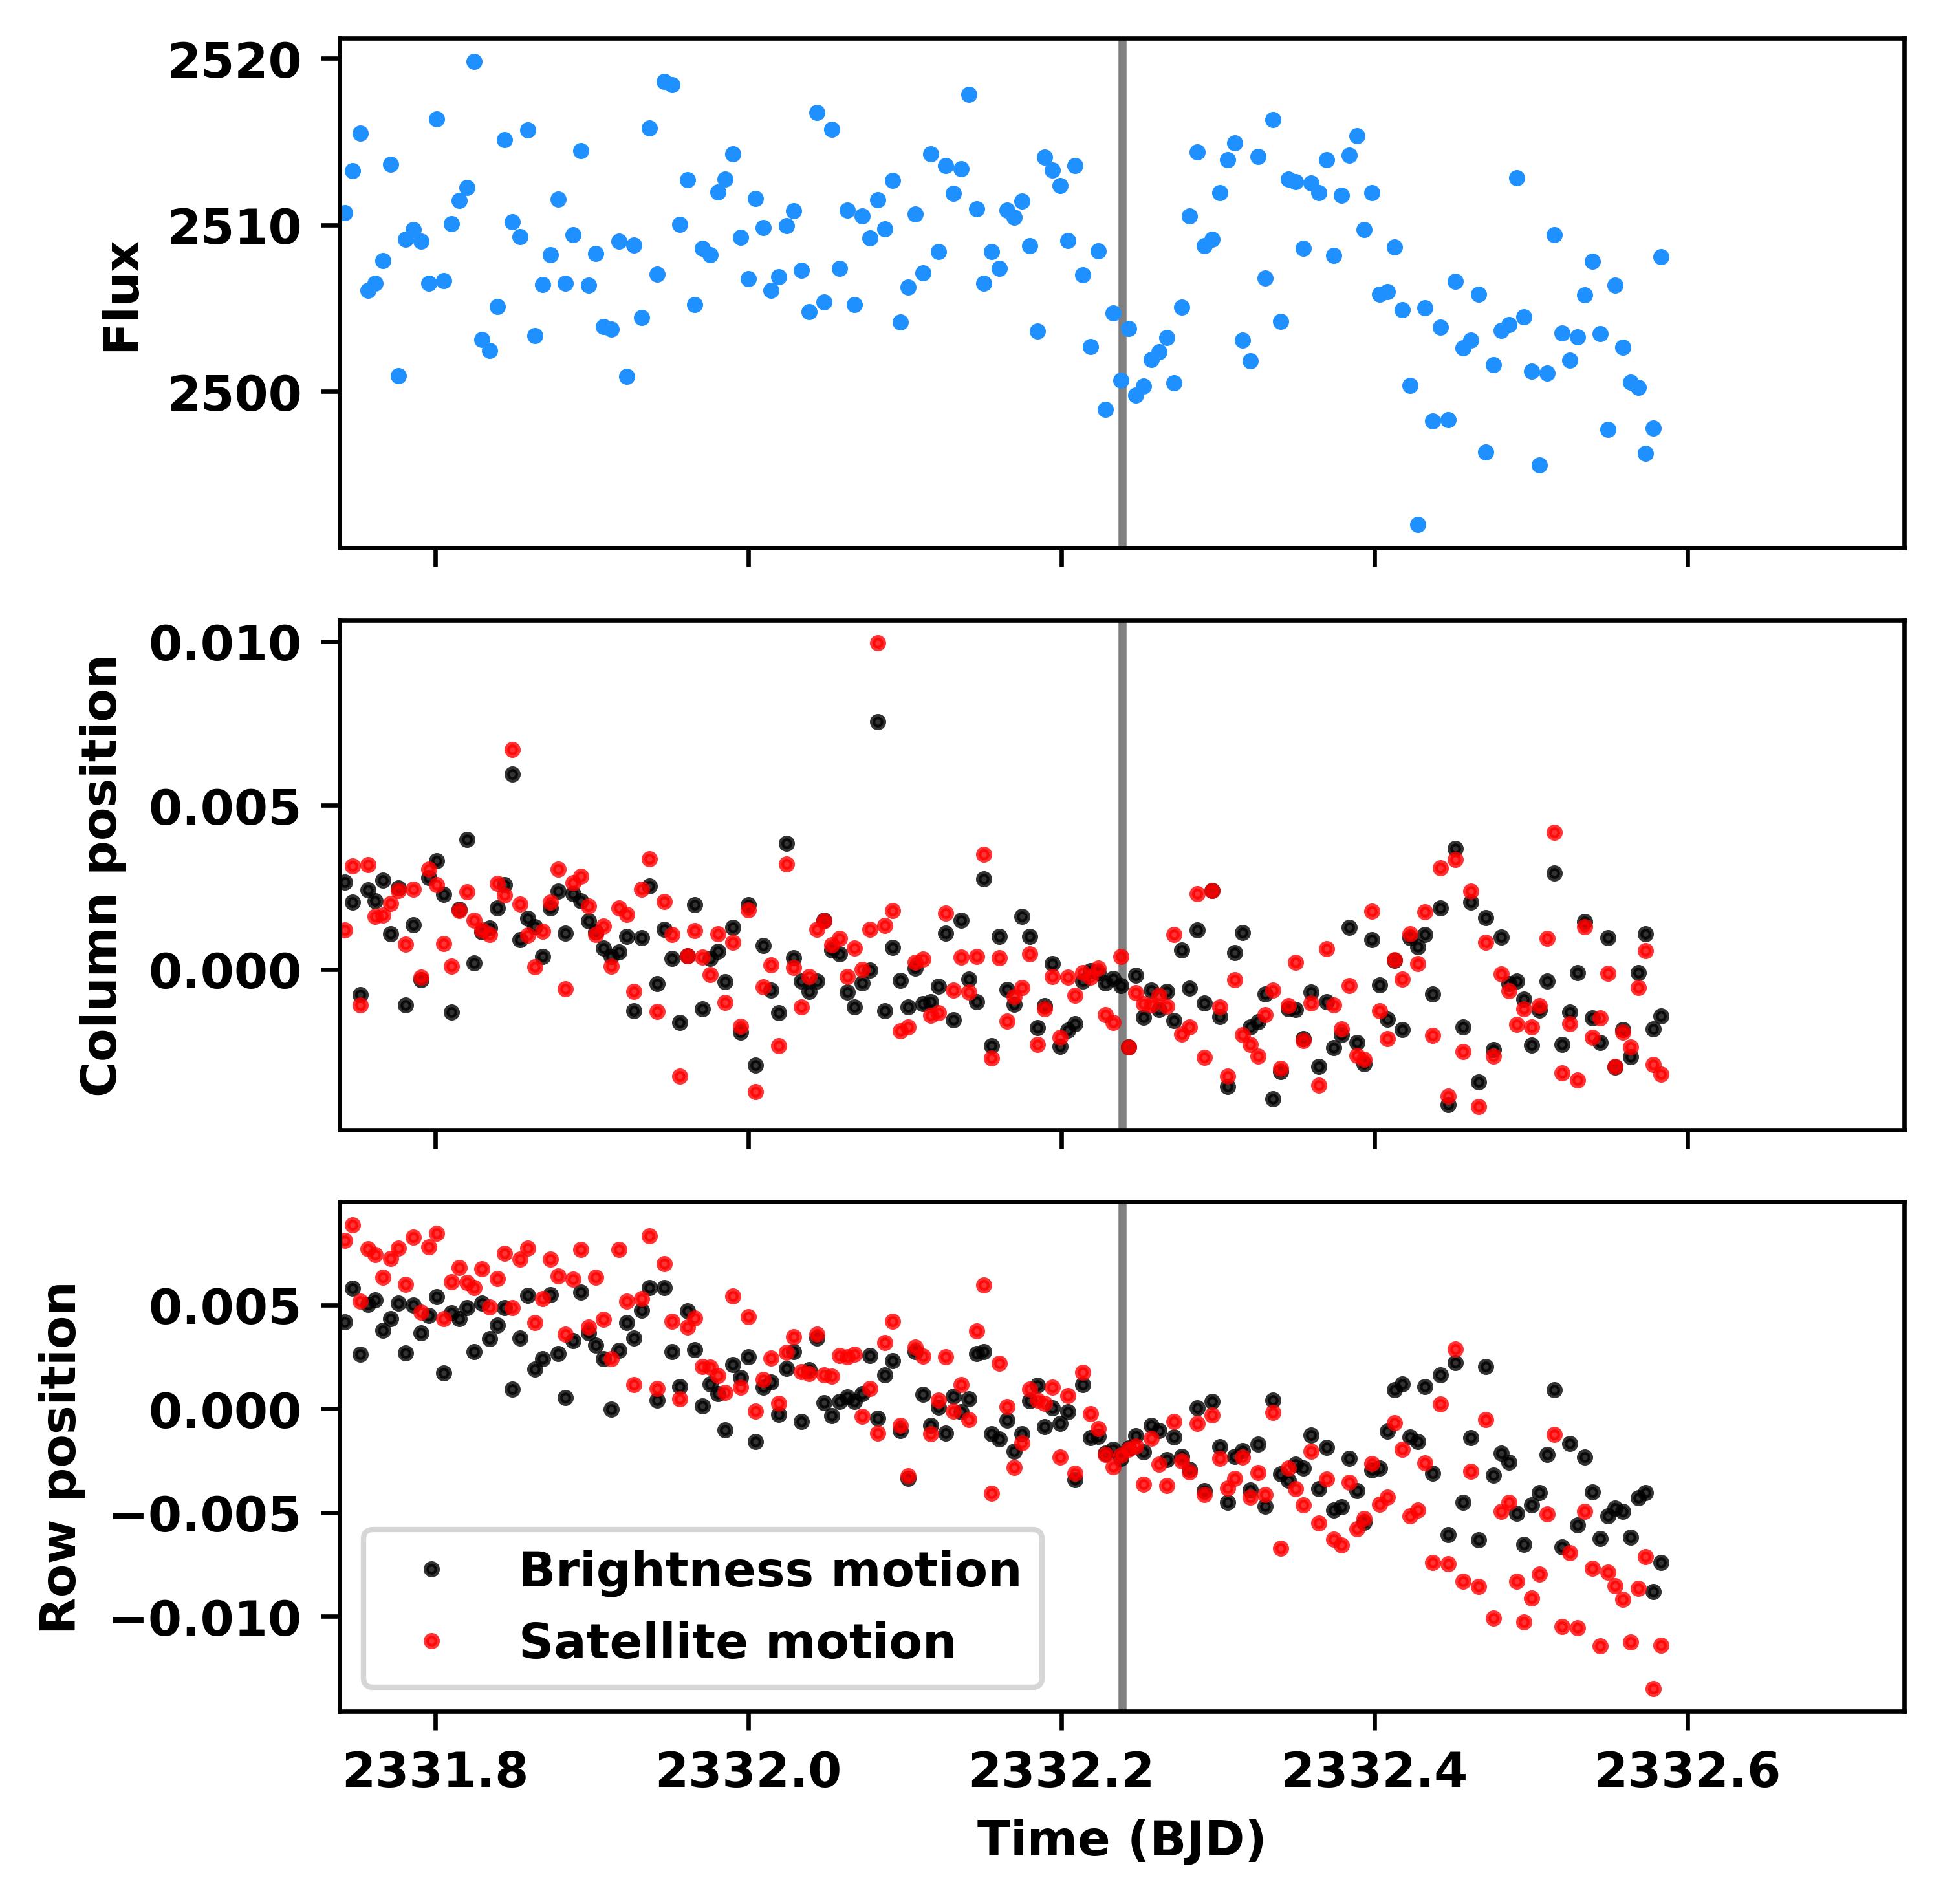 2520
2510
2500
Flux
0.010
0.005
0.000
Column position
0.005
0.000
−0.005
−0.010
Row position
Brightness motion
Satellite motion
2331.8 2332.0 2332.2 2332.4 2332.6
Time (BJD)